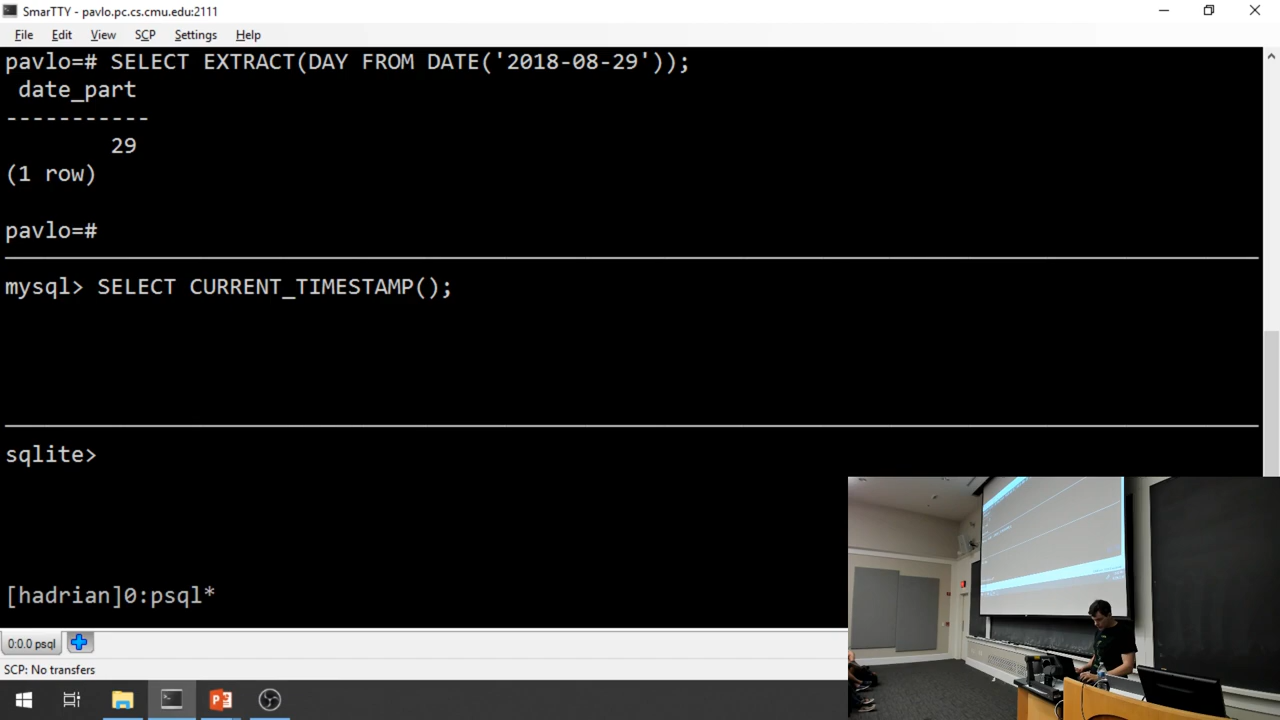 SmarTTY - pavlo.pc.cs.cmu.edu:2111
File Edit View SCP Settings Help
pavlo=# SELECT EXTRACT(DAY FROM DATE('2018-08-29'));
date_part
-----------
29
(1 row)
pavlo=#
mysql> SELECT CURRENT_TIMESTAMP();
sqlite>
[hadrian]0:psql*
0:0.0 psql
SCP: No transfers